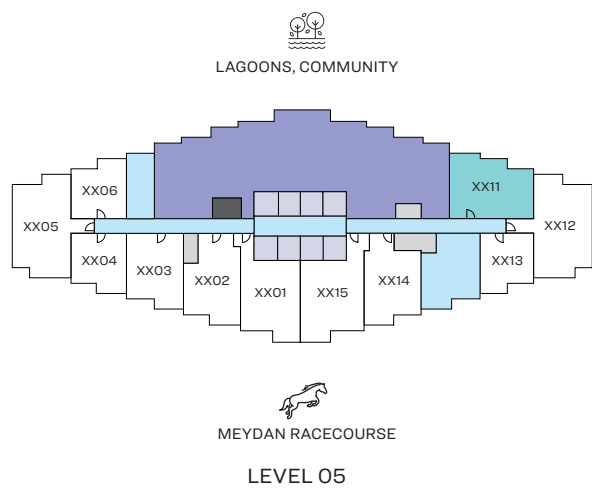 LAGOONS, COMMUNITY
XX06
XX11
XX05
XX12
XX04
XX03
XX13
XX02
XX14
XX01
XX15
MEYDAN RACECOURSE
LEVEL 05